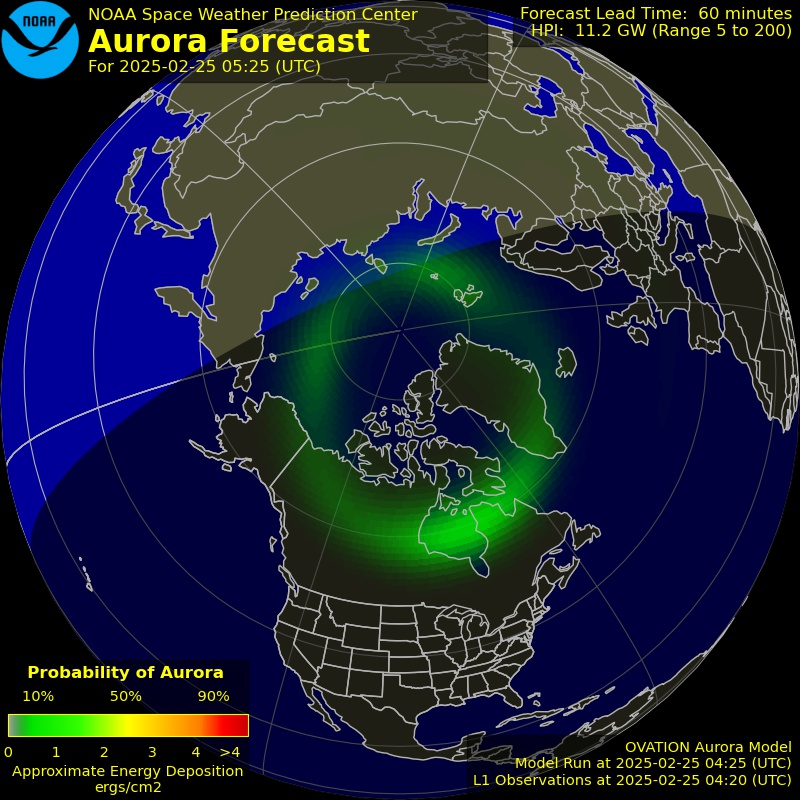 NOAA
NOAA Space Weather Prediction Center
Aurora Forecast
For 2025-02-25 05:25 (UTC)
Forecast Lead Time: 60 minutes
HPI: 11.2 GW (Range 5 to 200)
Probability of Aurora
10% 50% 90%
0 1 2 3 4 >4
Approximate Energy Deposition
ergs/cm2
OVATION Aurora Model
Model Run at 2025-02-25 04:25 (UTC)
L1 Observations at 2025-02-25 04:20 (UTC)